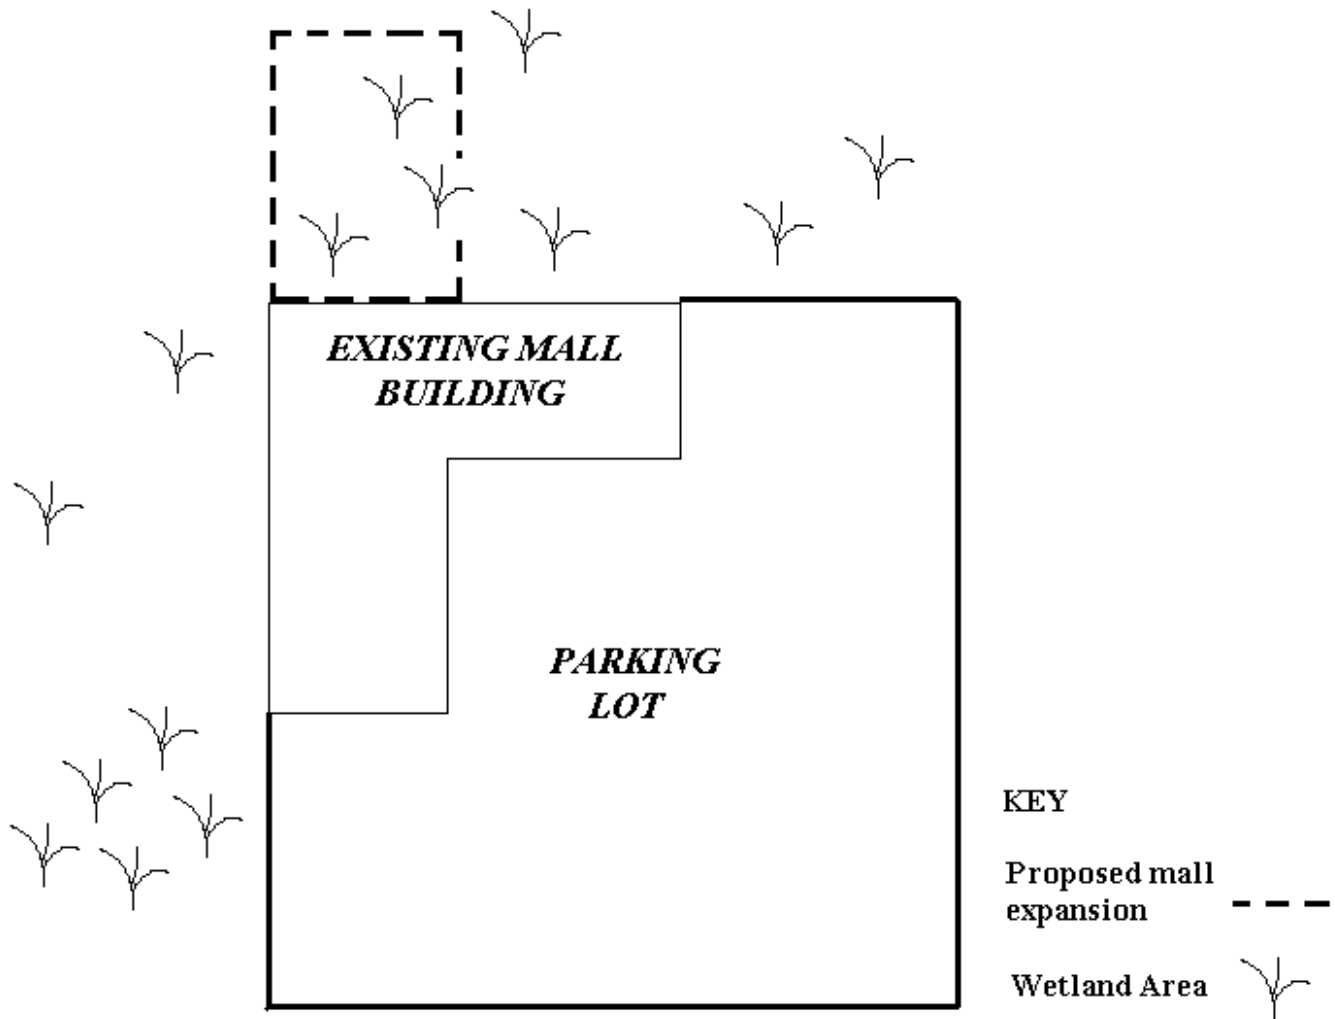 EXISTING MALL
BUILDING
PARKING
LOT
KEY
Proposed mall
expansion
Wetland Area